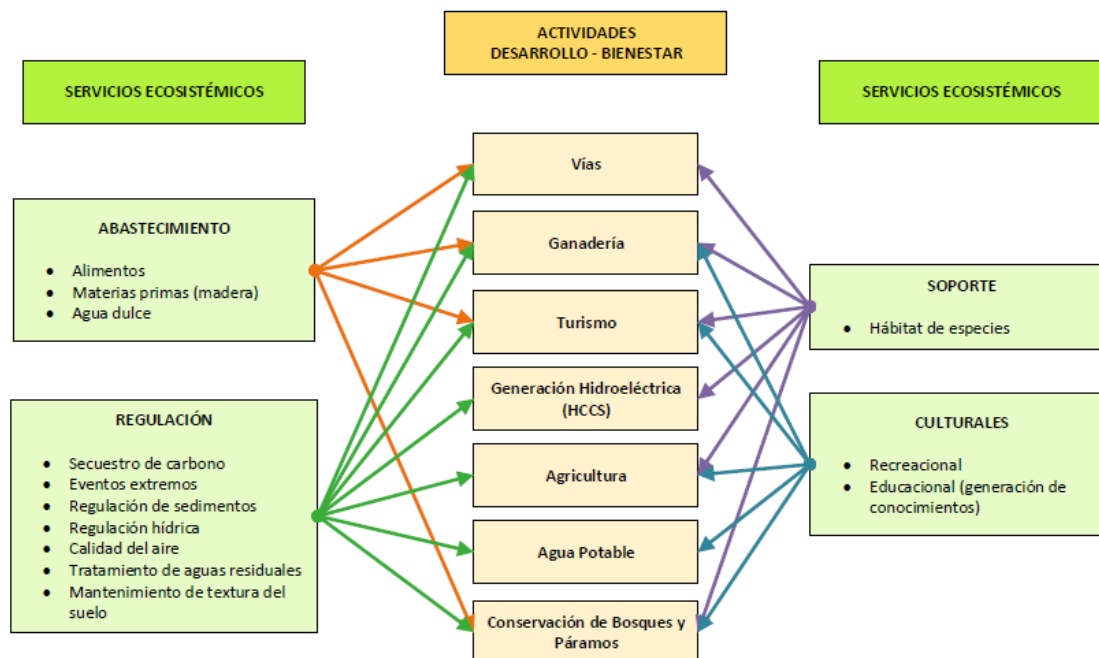 ACTIVIDADES
DESARROLLO - BIENESTAR
SERVICIOS ECOSISTÉMICOS
SERVICIOS ECOSISTÉMICOS
ABASTECIMIENTO
• Alimentos
• Materias primas (madera)
• Agua dulce
REGULACIÓN
• Secuestro de carbono
• Eventos extremos
• Regulación de sedimentos
• Regulación hídrica
• Calidad del aire
• Tratamiento de aguas residuales
• Mantenimiento de textura del
suelo
Vías
Ganadería
Turismo
Generación Hidroeléctrica
(HCCS)
Agricultura
Agua Potable
Conservación de Bosques y
Páramos
SOPORTE
• Hábitat de especies
CULTURALES
• Recreacional
• Educacional (generación de
conocimientos)